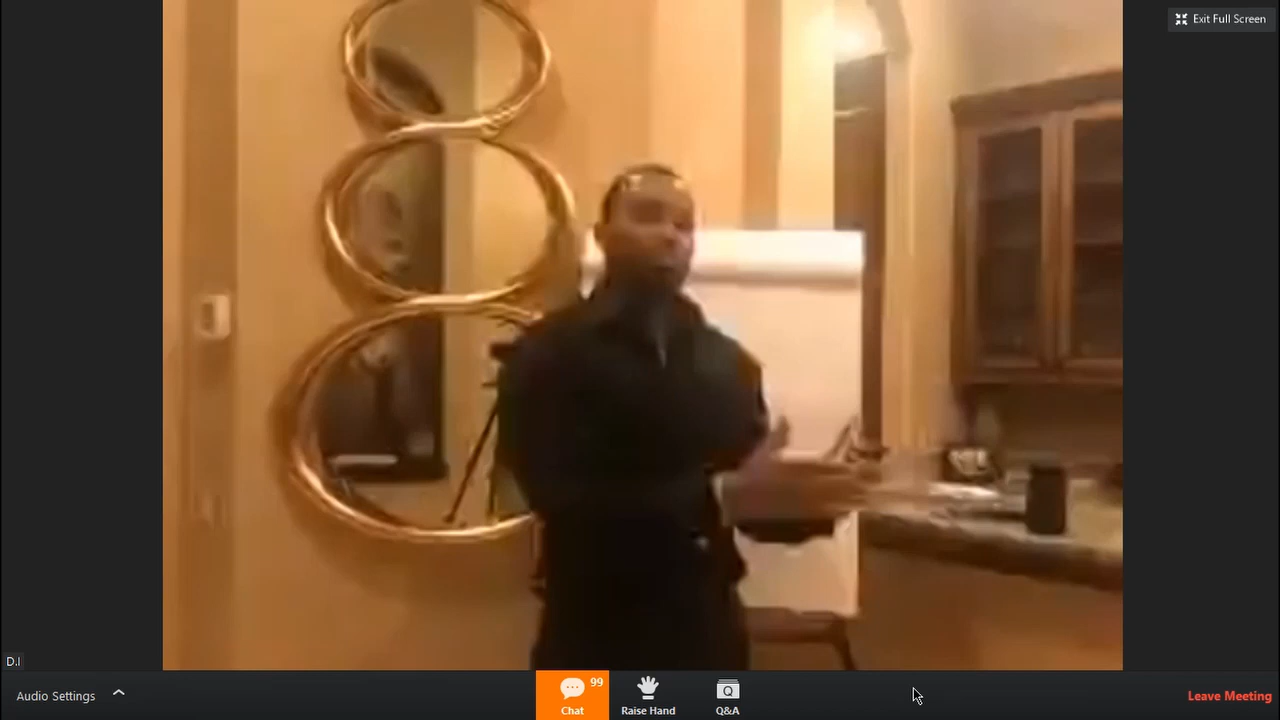 Exit Full Screen
D.I
Audio Settings
99
Chat
Raise Hand
Q
Q&A
Leave Meeting